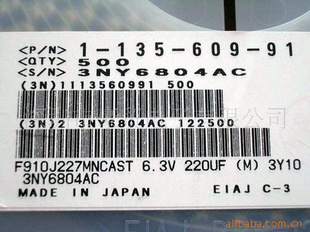 <P/N> 1-135-609-91
<QTY> 500
<S/N> 3NY6804AC
(3N)1113560991 500
(3N)2 3NY6804AC 122500
F910J227MNCAST 6.3V 220UF (M) 3Y10
3NY6804AC
MADE IN JAPAN EIAJ C-3
alibaba.com.cn